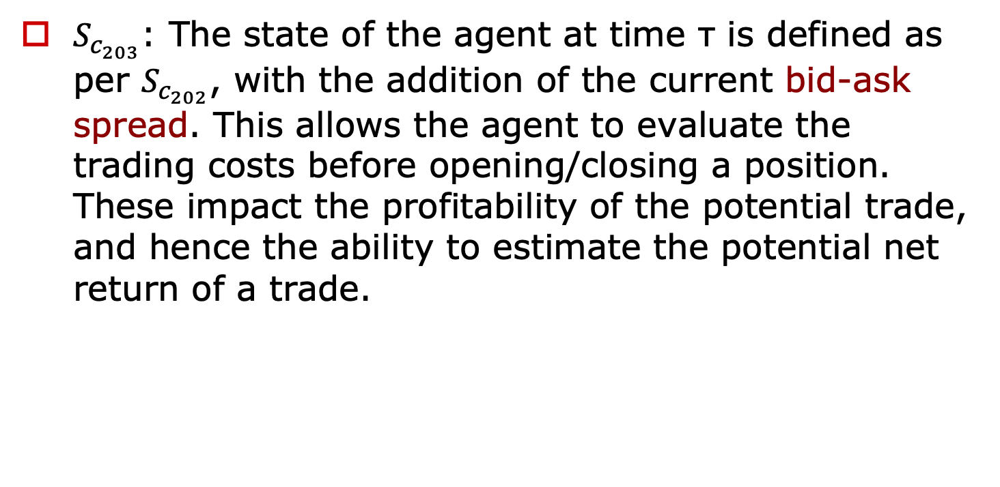 $S_{c_{203}}$: The state of the agent at time τ is defined as
per $S_{c_{202}}$, with the addition of the current bid-ask
spread. This allows the agent to evaluate the
trading costs before opening/closing a position.
These impact the profitability of the potential trade,
and hence the ability to estimate the potential net
return of a trade.